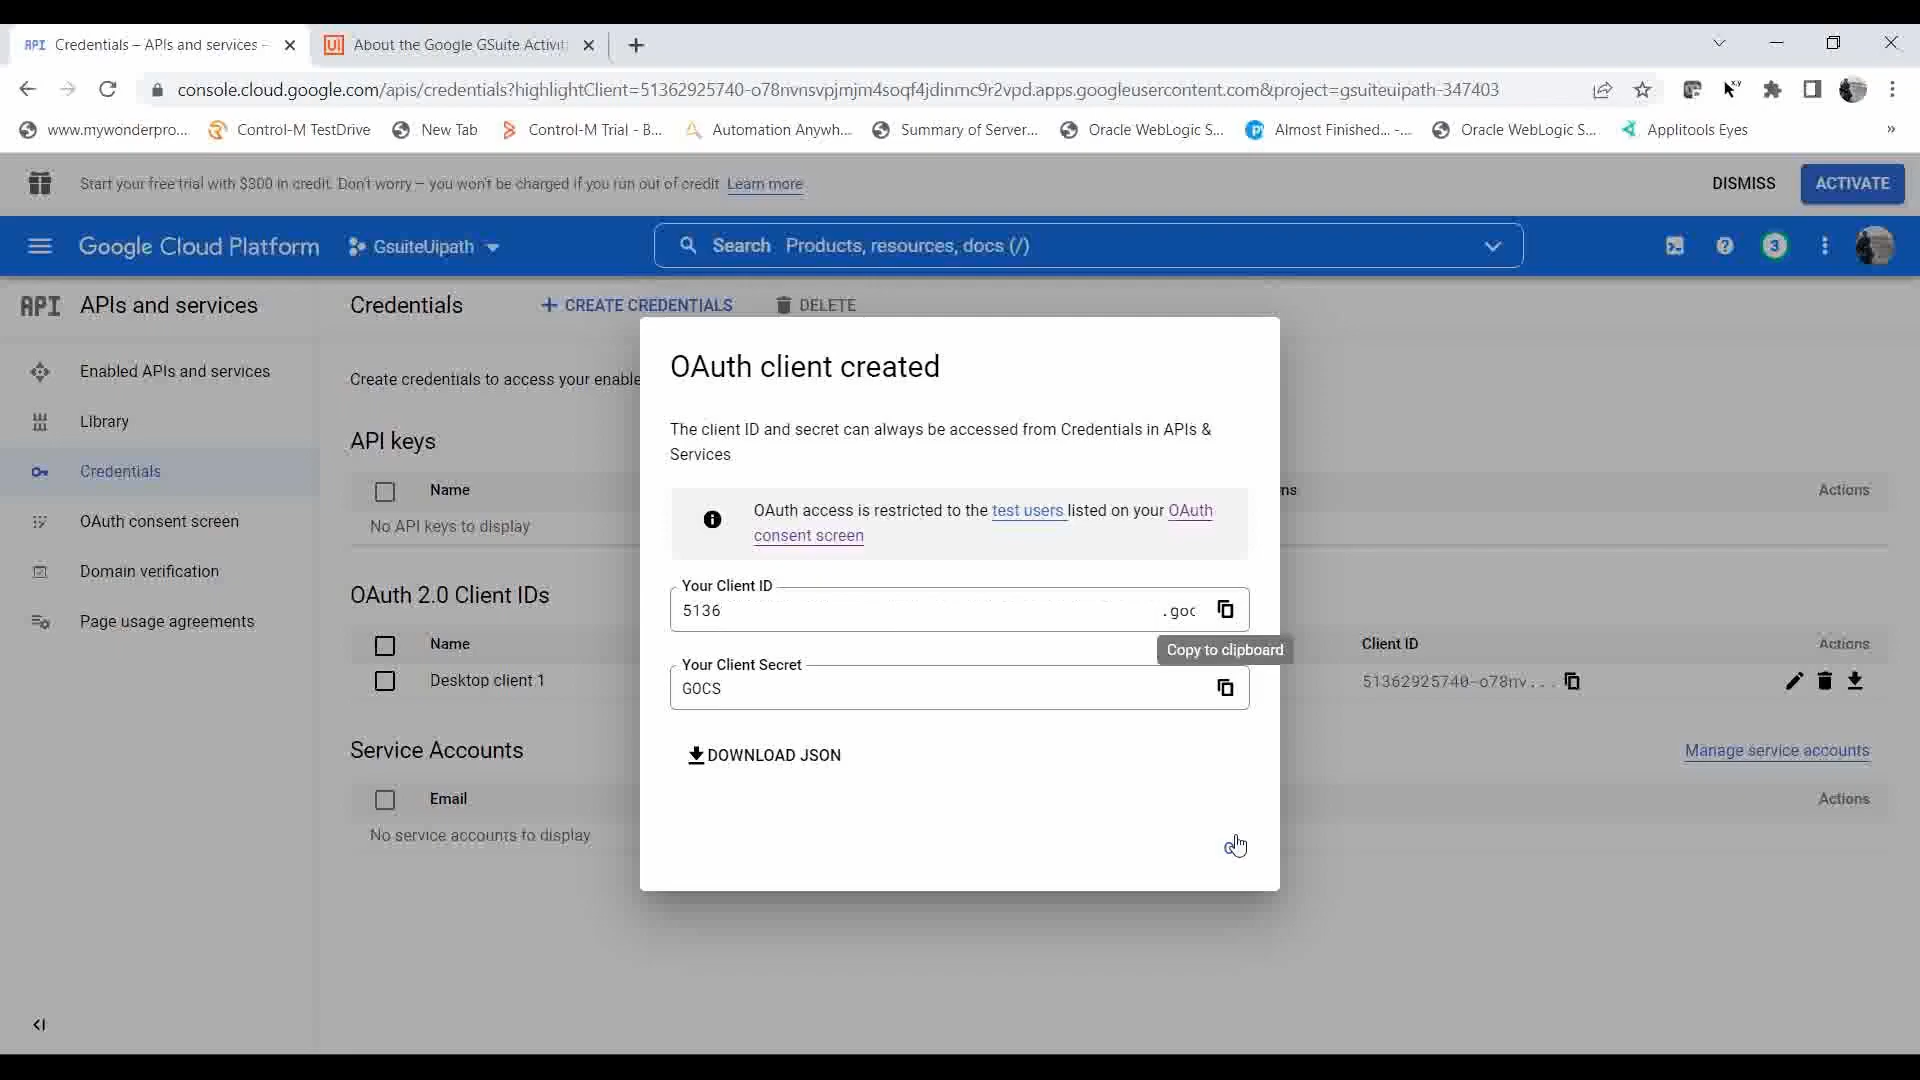 API Credentials – APIs and services –
UI About the Google GSuite Activit
console.cloud.google.com/apis/credentials?highlightClient=51362925740-o78nvnsvpjmjm4soqf4jdinmc9r2vpd.apps.googleusercontent.com&project=gsuiteuipath-347403
www.mywonderpro... Control-M TestDrive New Tab Control-M Trial - B... Automation Anywh... Summary of Server... Oracle WebLogic S... Almost Finished... -... Oracle WebLogic S... Applitools Eyes »
Start your free trial with $300 in credit. Don't worry – you won't be charged if you run out of credit. Learn more
DISMISS
ACTIVATE
Google Cloud Platform
GsuiteUipath
Search Products, resources, docs (/)
3
API APIs and services
Enabled APIs and services
Library
Credentials
OAuth consent screen
Domain verification
Page usage agreements
Credentials
+ CREATE CREDENTIALS
DELETE
Create credentials to access your enable
API keys
Name
ns
Actions
No API keys to display
OAuth 2.0 Client IDs
Name
Client ID
Actions
Desktop client 1
51362925740-o78nv...
Service Accounts
Manage service accounts
Email
Actions
No service accounts to display
OAuth client created
The client ID and secret can always be accessed from Credentials in APIs &
Services
OAuth access is restricted to the test users listed on your OAuth
consent screen
Your Client ID
5136 .goo
Copy to clipboard
Your Client Secret
GOCS
DOWNLOAD JSON